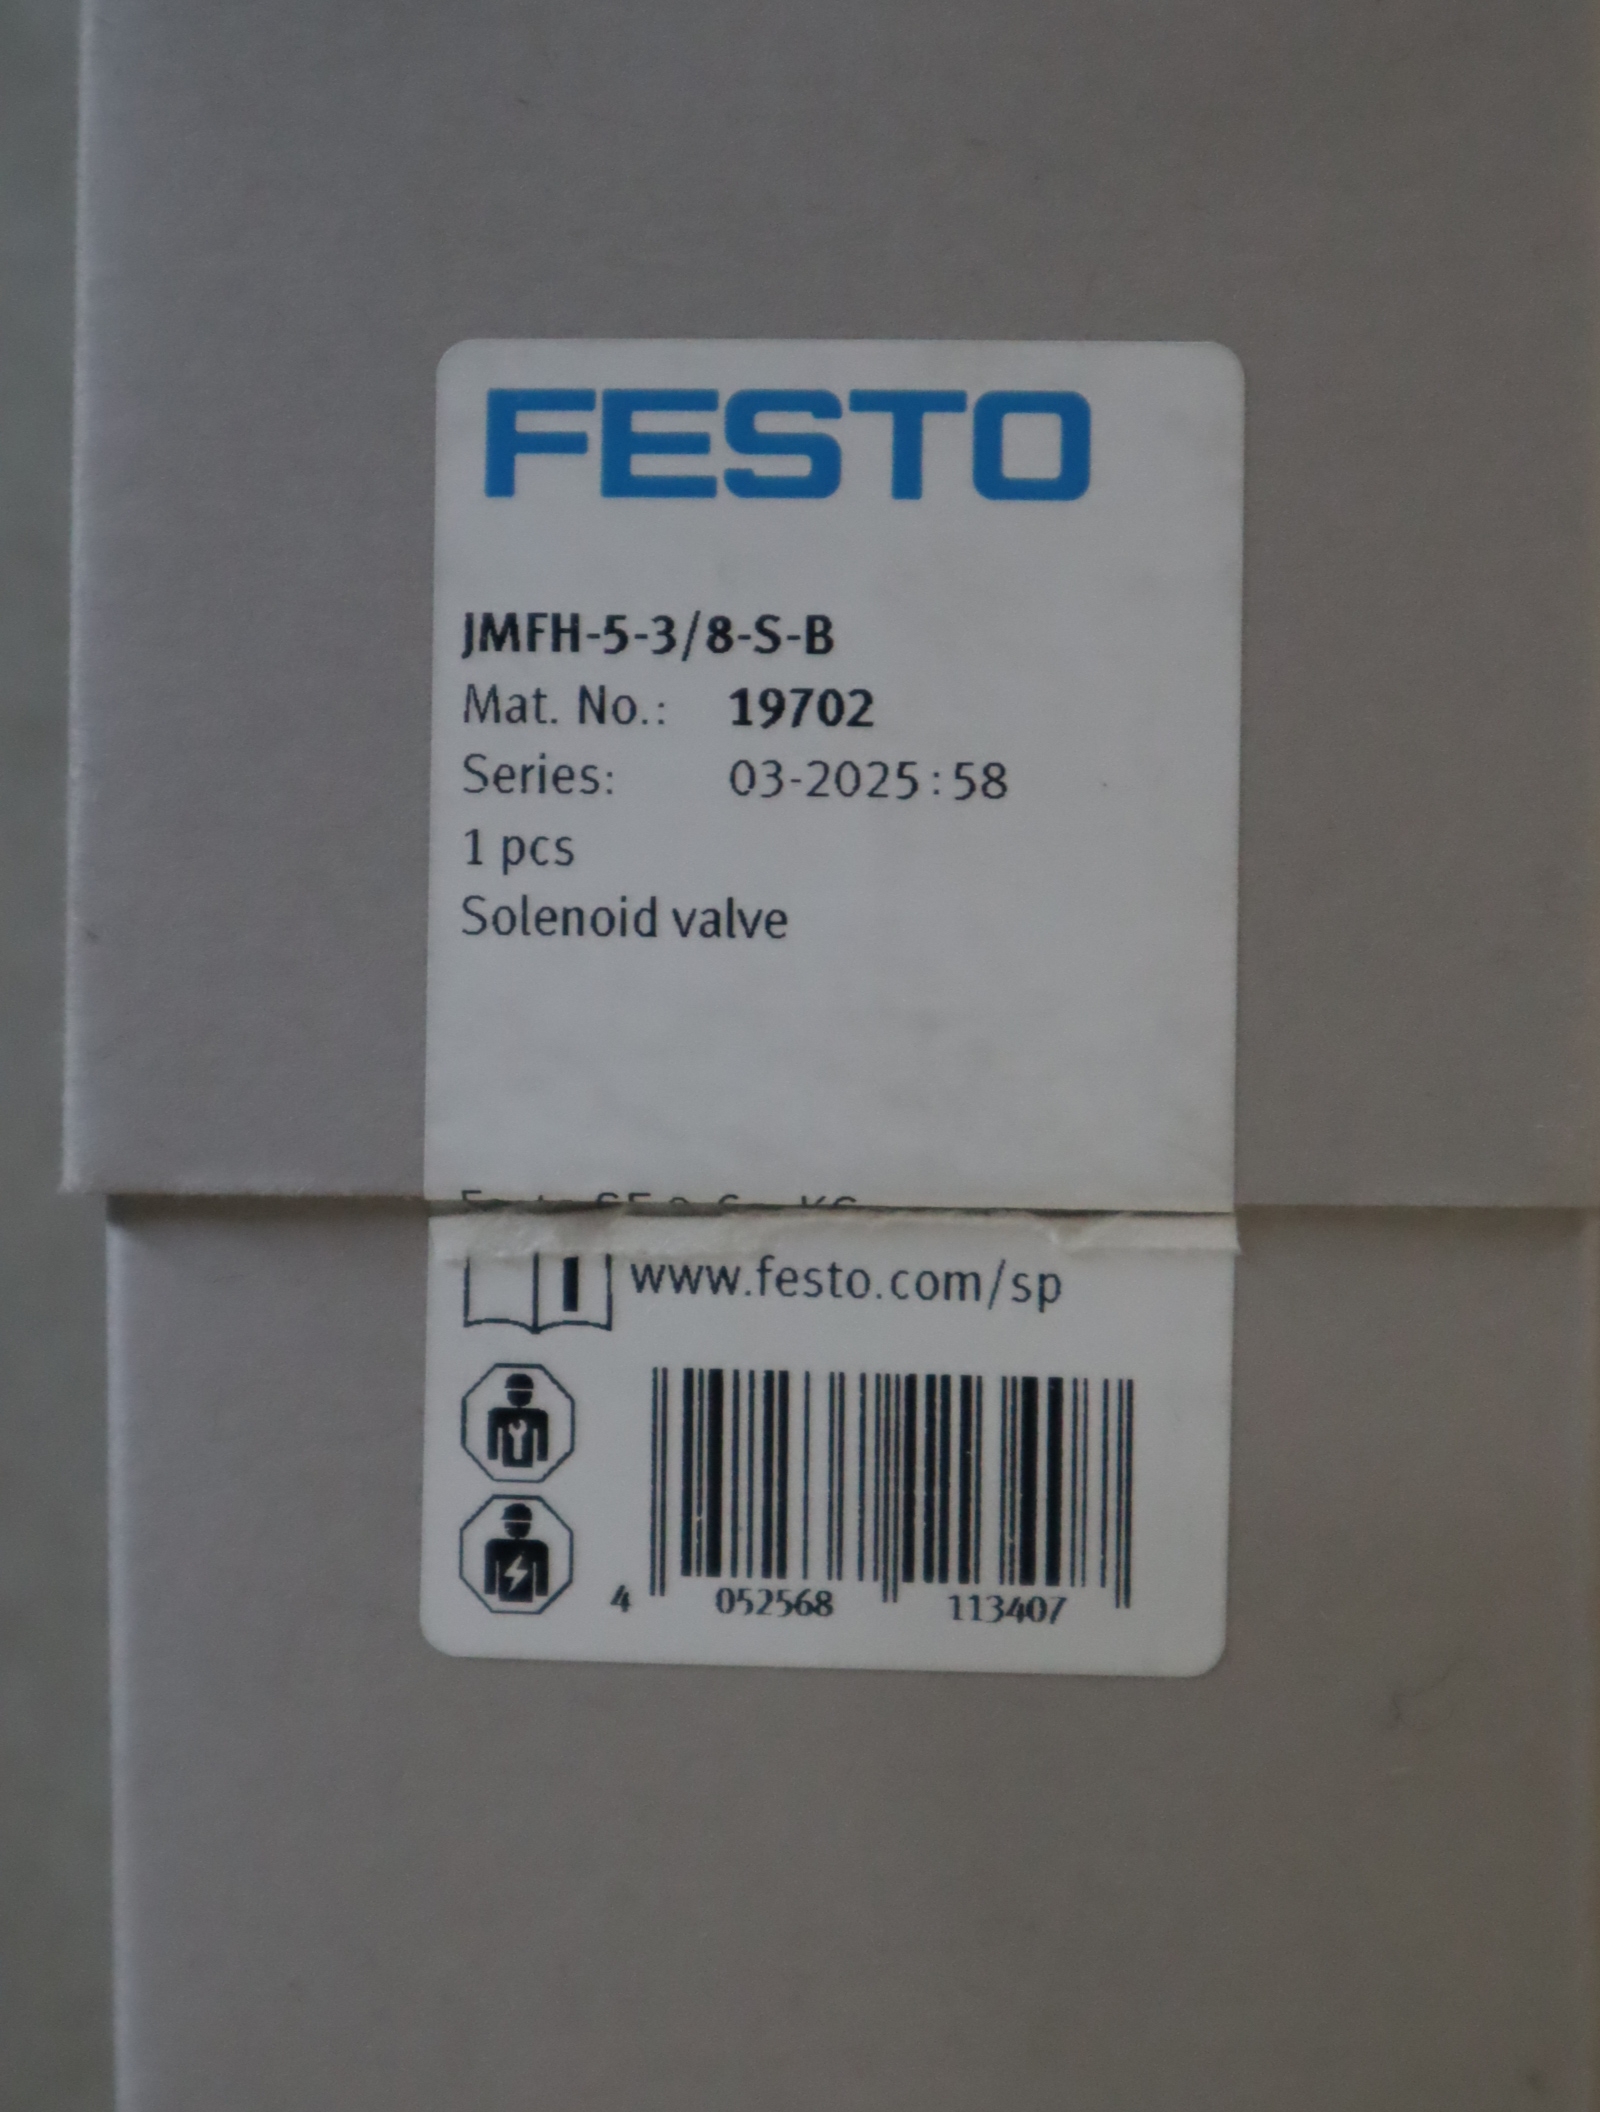 FESTO
JMFH-5-3/8-S-B
Mat. No.: 19702
Series: 03-2025:58
1 pcs
Solenoid valve
www.festo.com/sp
4 052568 113407